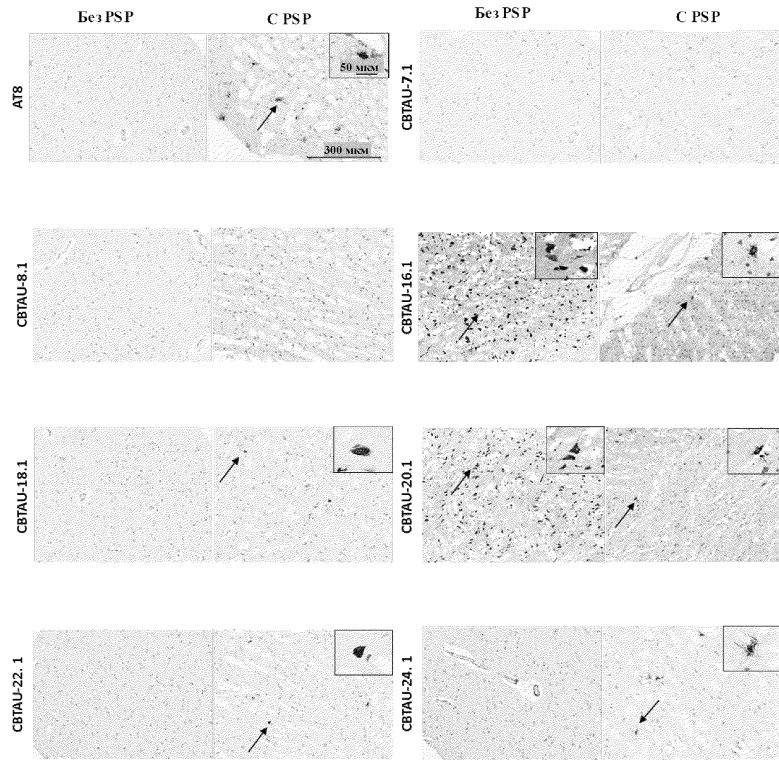 Без PSP
С PSP
AT8
50 мкм
300 мкм
CBTAU-8.1
CBTAU-18.1
CBTAU-22. 1
Без PSP
С PSP
CBTAU-7.1
CBTAU-16.1
CBTAU-20.1
CBTAU-24. 1